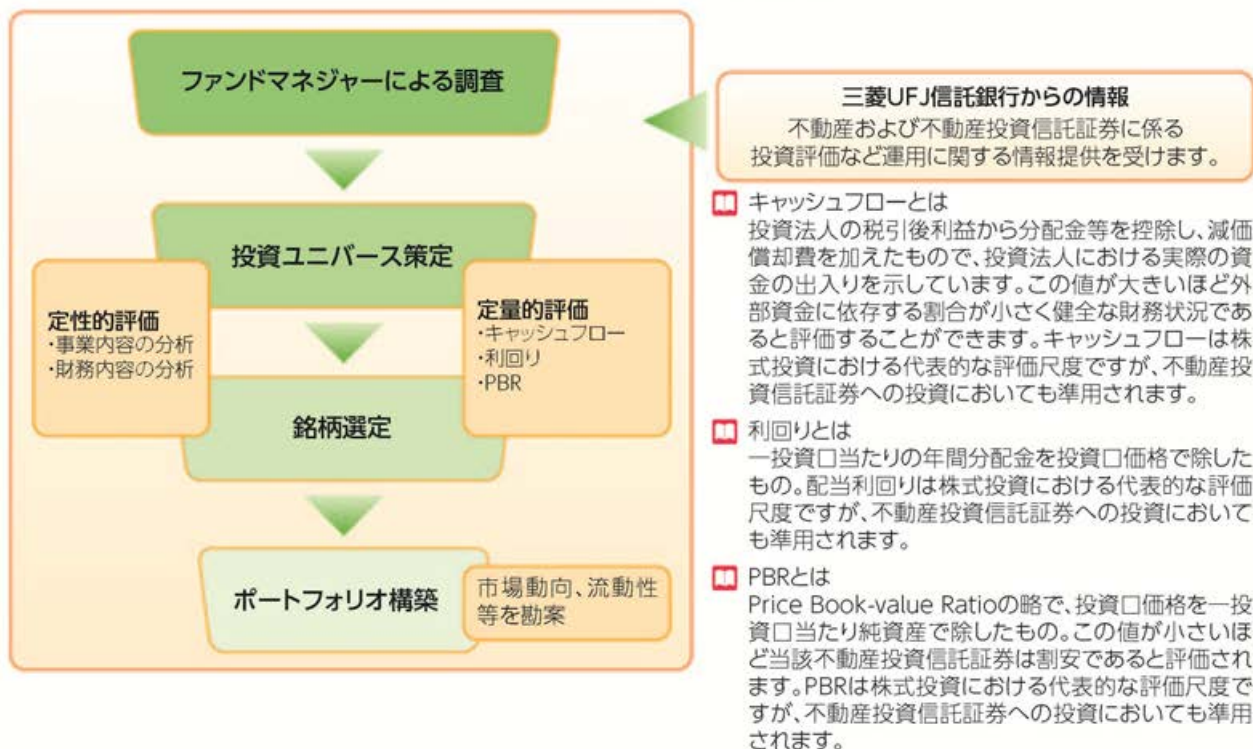 ファンドマネジャーによる調査
投資ユニバース策定
定性的評価
・事業内容の分析
・財務内容の分析
定量的評価
・キャッシュフロー
・利回り
・PBR
銘柄選定
ポートフォリオ構築
市場動向、流動性
等を勘案
三菱UFJ信託銀行からの情報
不動産および不動産投資信託証券に係る
投資評価など運用に関する情報提供を受けます。
キャッシュフローとは
投資法人の税引後利益から分配金等を控除し、減価
償却費を加えたもので、投資法人における実際の資
金の出入りを示しています。この値が大きいほど外
部資金に依存する割合が小さく健全な財務状況であ
ると評価することができます。キャッシュフローは株
式投資における代表的な評価尺度ですが、不動産投
資信託証券への投資においても準用されます。
利回りとは
一投資口当たりの年間分配金を投資口価格で除した
もの。配当利回りは株式投資における代表的な評価
尺度ですが、不動産投資信託証券への投資において
も準用されます。
PBRとは
Price Book-value Ratioの略で、投資口価格を一投
資口当たり純資産で除したもの。この値が小さいほ
ど当該不動産投資信託証券は割安であると評価され
ます。PBRは株式投資における代表的な評価尺度で
すが、不動産投資信託証券への投資においても準用
されます。